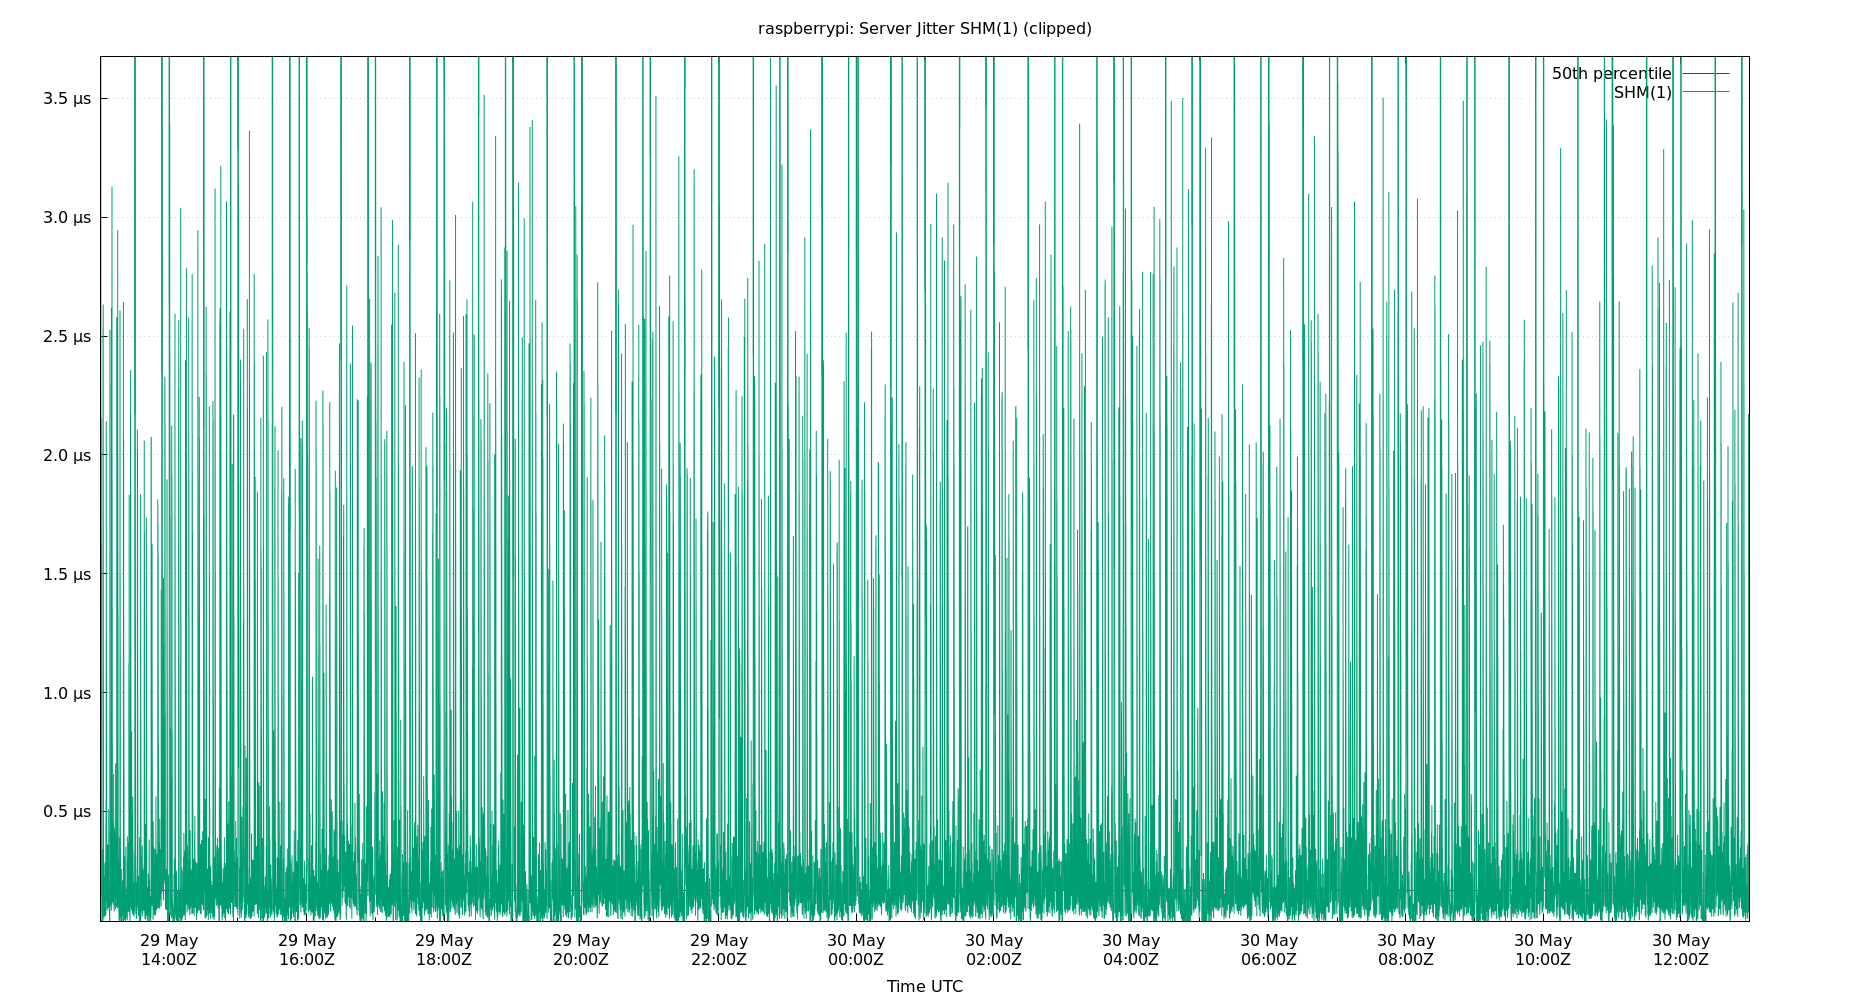 raspberrypi: Server Jitter SHM(1) (clipped)
50th percentile
SHM(1)
3.5 µs
3.0 µs
2.5 µs
2.0 µs
1.5 µs
1.0 µs
0.5 µs
29 May 29 May 29 May 29 May 29 May 30 May 30 May 30 May 30 May 30 May 30 May 30 May
14:00Z 16:00Z 18:00Z 20:00Z 22:00Z 00:00Z 02:00Z 04:00Z 06:00Z 08:00Z 10:00Z 12:00Z
Time UTC